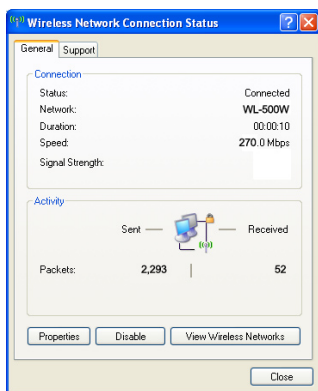 Wireless Network Connection Status
General Support
Connection
Status: Connected
Network: WL-500W
Duration: 00:00:10
Speed: 270.0 Mbps
Signal Strength:
Activity
Sent Received
Packets: 2,293 52
Properties Disable View Wireless Networks
Close